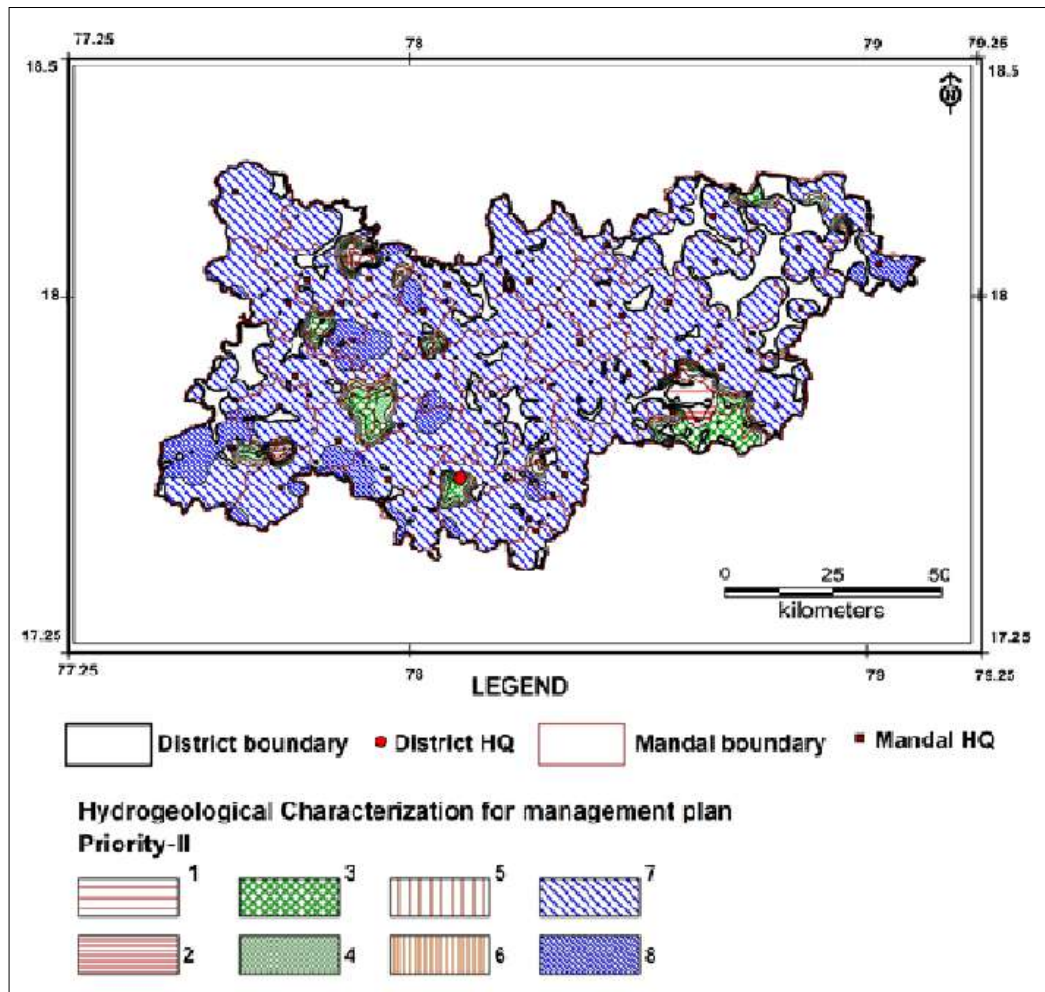 77.25 78 79 79.25
18.5 18.5
N
18 18
0 25 50
kilometers
17.25 17.25
77.25 78 79 79.25
LEGEND
District boundary District HQ Mandal boundary Mandal HQ
Hydrogeological Characterization for management plan
Priority-II
1 3 5 7
2 4 6 8